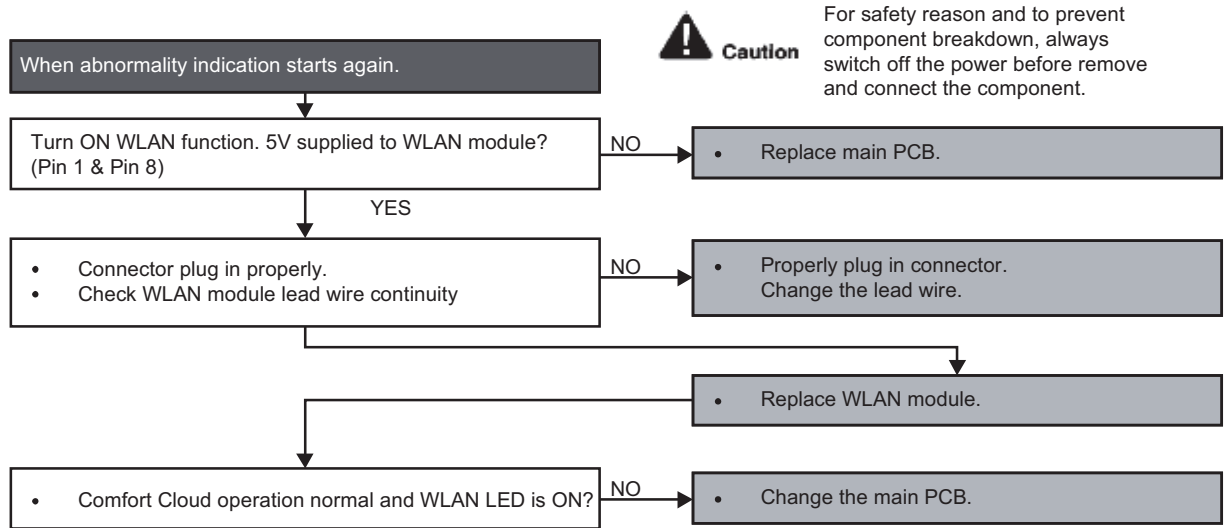 Caution
For safety reason and to prevent
component breakdown, always
switch off the power before remove
and connect the component.
When abnormality indication starts again.
Turn ON WLAN function. 5V supplied to WLAN module?
(Pin 1 & Pin 8)
NO
• Replace main PCB.
YES
• Connector plug in properly.
• Check WLAN module lead wire continuity
NO
• Properly plug in connector.
Change the lead wire.
• Replace WLAN module.
• Comfort Cloud operation normal and WLAN LED is ON?
NO
• Change the main PCB.